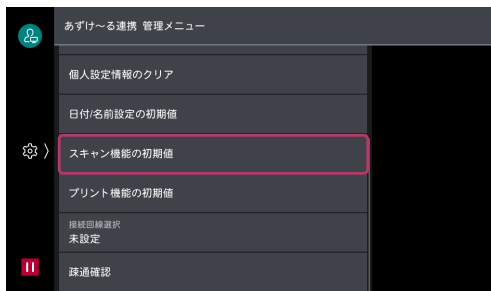 あずけ～る連携 管理メニュー
個人設定情報のクリア
日付/名前設定の初期値
スキャン機能の初期値
プリント機能の初期値
接続回線選択
未設定
疎通確認